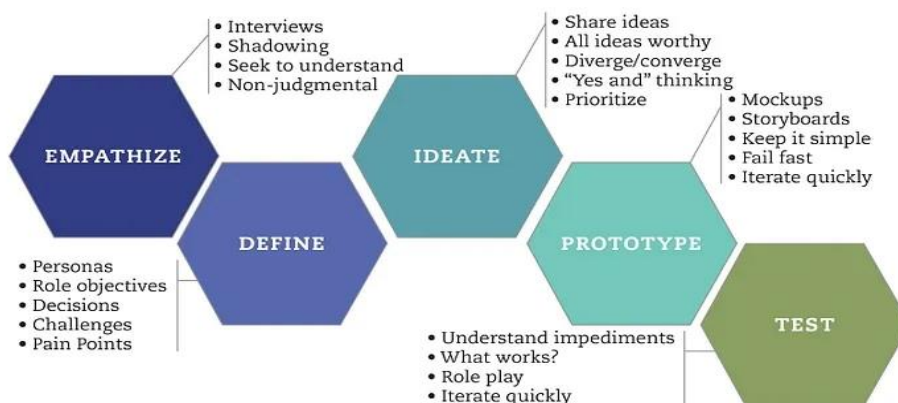 • Interviews
• Shadowing
• Seek to understand
• Non-judgmental
EMPATHIZE
• Personas
• Role objectives
• Decisions
• Challenges
• Pain Points
DEFINE
• Share ideas
• All ideas worthy
• Diverge/converge
• “Yes and” thinking
• Prioritize
IDEATE
• Mockups
• Storyboards
• Keep it simple
• Fail fast
• Iterate quickly
PROTOTYPE
• Understand impediments
• What works?
• Role play
• Iterate quickly
TEST